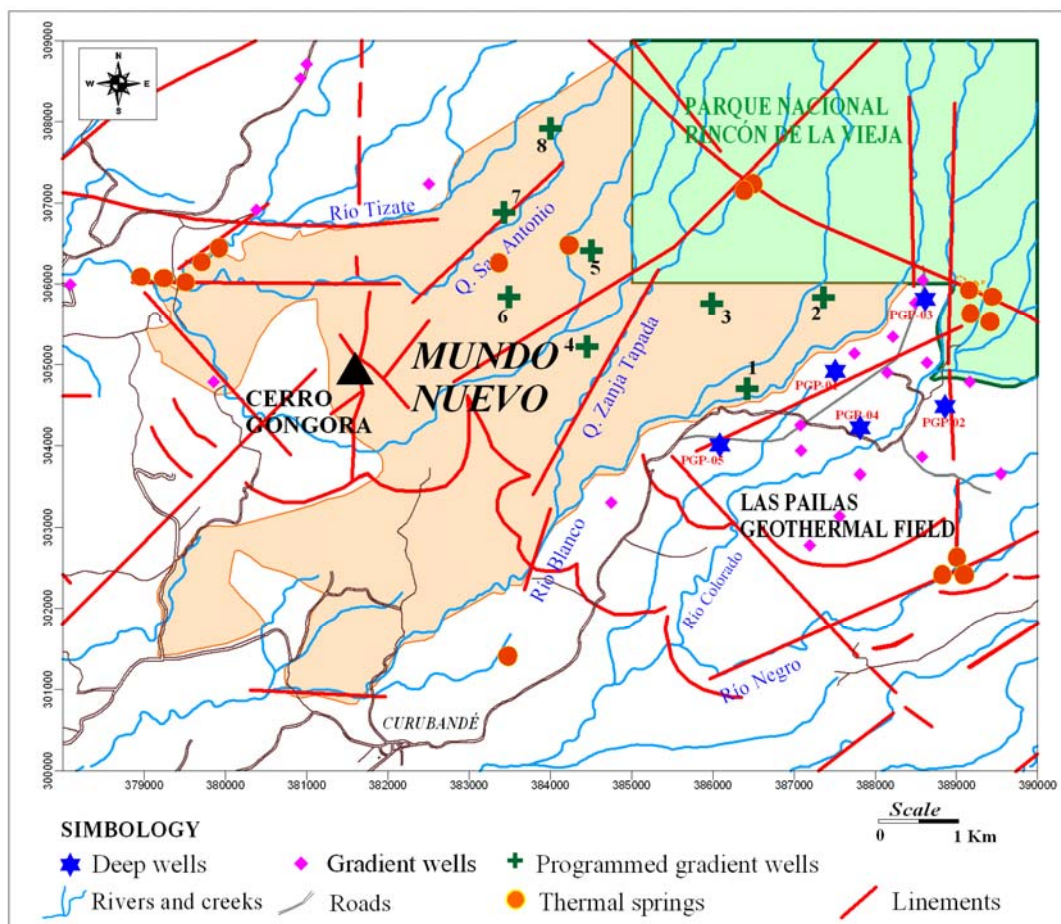 N
W E
S
309000
308000
307000
306000
305000
304000
303000
302000
301000
300000
PARQUE NACIONAL
RINCÓN DE LA VIEJA
8
7
Río Tizate
Q. San Antonio
5
6
3
2
PGP-03
4
MUNDO
NUEVO
Q. Zanja Tapada
1
PGP-01
CERRO
GONGORA
PGP-04
PGP-02
PGP-05
LAS PAILAS
GEOTHERMAL FIELD
Río Blanco
Río Colorado
Río Negro
CURUBANDÉ
379000 380000 381000 382000 383000 384000 385000 386000 387000 388000 389000 390000
Scale
0 1 Km
SIMBOLOGY
Deep wells Gradient wells Programmed gradient wells
Rivers and creeks Roads Thermal springs Linements